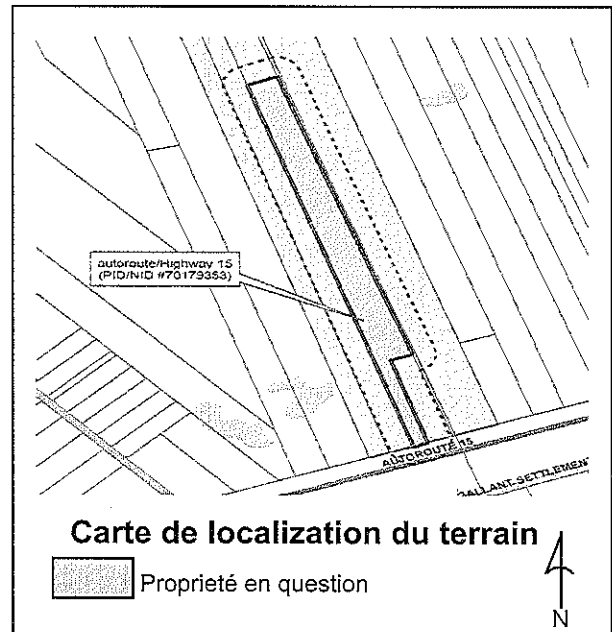 autoroute/Highway 15
(PID/NID #70179353)
AUTOROUTE 15
GALLANT-SETTLEMENT
Carte de localization du terrain
Proprieté en question
N